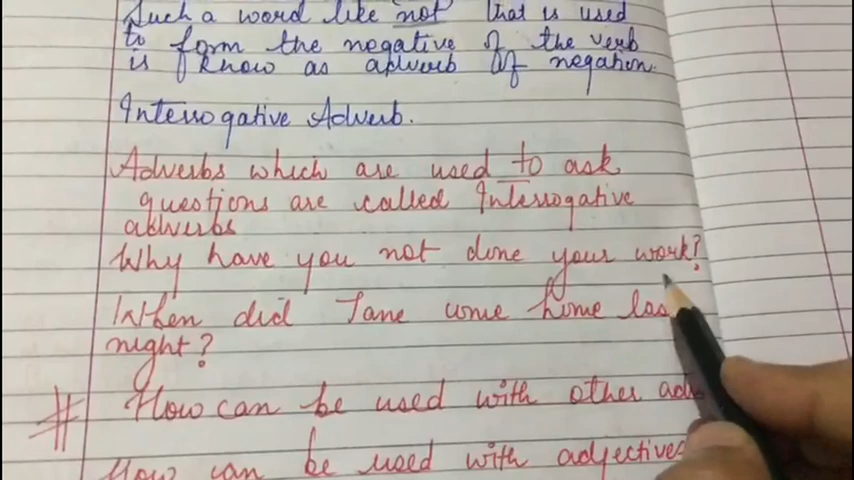 Such a word like not that is used
to form the negative of the verb
is know as adverb of negation.
Interrogative Adverb.
Adverbs which are used to ask
questions are called Interrogative
adverbs
Why have you not done your work?
When did Jane come home las
night?
# How can be used with other adv
How can be used with adjectives